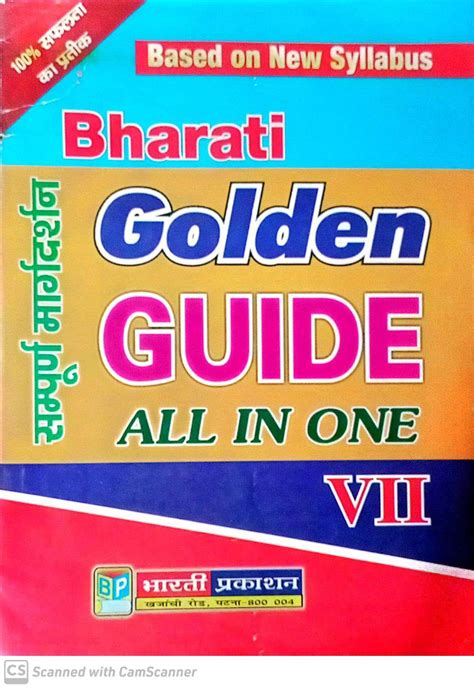 100% सफलता
का प्रतीक
Based on New Syllabus
Bharati
सम्पूर्ण मार्गदर्शन
Golden
GUIDE
ALL IN ONE
VII
BP
भारती प्रकाशन
खजांची रोड, पटना-800 004
CS Scanned with CamScanner